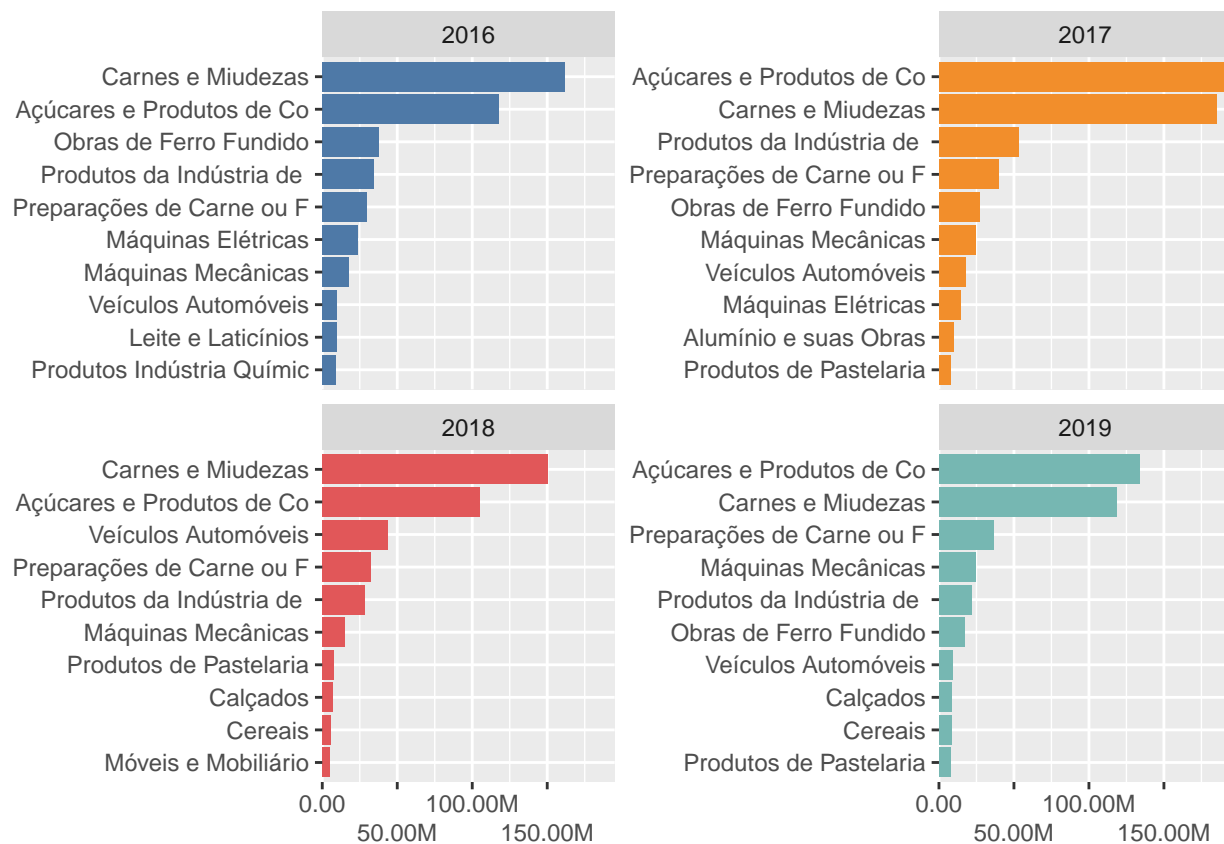 2016
Carnes e Miudezas
Açúcares e Produtos de Co
Obras de Ferro Fundido
Produtos da Indústria de
Preparações de Carne ou F
Máquinas Elétricas
Máquinas Mecânicas
Veículos Automóveis
Leite e Laticínios
Produtos Indústria Químic
2017
Açúcares e Produtos de Co
Carnes e Miudezas
Produtos da Indústria de
Preparações de Carne ou F
Obras de Ferro Fundido
Máquinas Mecânicas
Veículos Automóveis
Máquinas Elétricas
Alumínio e suas Obras
Produtos de Pastelaria
2018
Carnes e Miudezas
Açúcares e Produtos de Co
Veículos Automóveis
Preparações de Carne ou F
Produtos da Indústria de
Máquinas Mecânicas
Produtos de Pastelaria
Calçados
Cereais
Móveis e Mobiliário
0.00 100.00M
50.00M 150.00M
2019
Açúcares e Produtos de Co
Carnes e Miudezas
Preparações de Carne ou F
Máquinas Mecânicas
Produtos da Indústria de
Obras de Ferro Fundido
Veículos Automóveis
Calçados
Cereais
Produtos de Pastelaria
0.00 100.00M
50.00M 150.00M